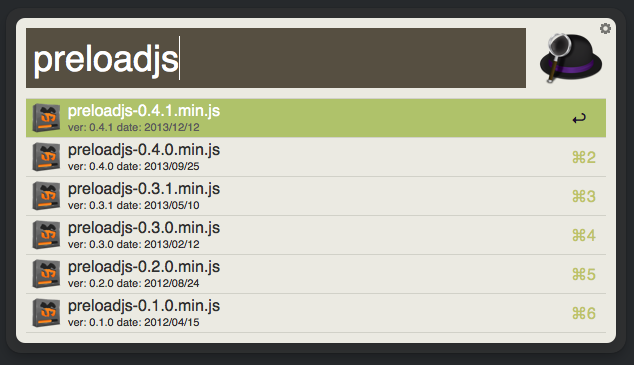 preloadjs
preloadjs-0.4.1.min.js
ver: 0.4.1 date: 2013/12/12
preloadjs-0.4.0.min.js
ver: 0.4.0 date: 2013/09/25
⌘2
preloadjs-0.3.1.min.js
ver: 0.3.1 date: 2013/05/10
⌘3
preloadjs-0.3.0.min.js
ver: 0.3.0 date: 2013/02/12
⌘4
preloadjs-0.2.0.min.js
ver: 0.2.0 date: 2012/08/24
⌘5
preloadjs-0.1.0.min.js
ver: 0.1.0 date: 2012/04/15
⌘6